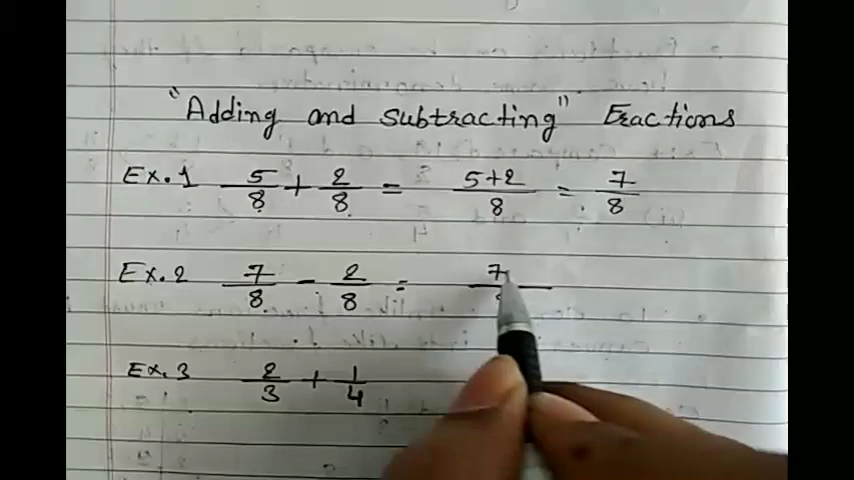 "Adding and subtracting" Fractions
Ex.1 5/8 + 2/8 = 5+2/8 = 7/8
Ex.2 7/8 - 2/8 = 7
Ex.3 2/3 + 1/4